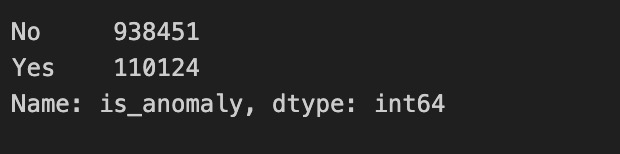 No     938451
Yes    110124
Name: is_anomaly, dtype: int64